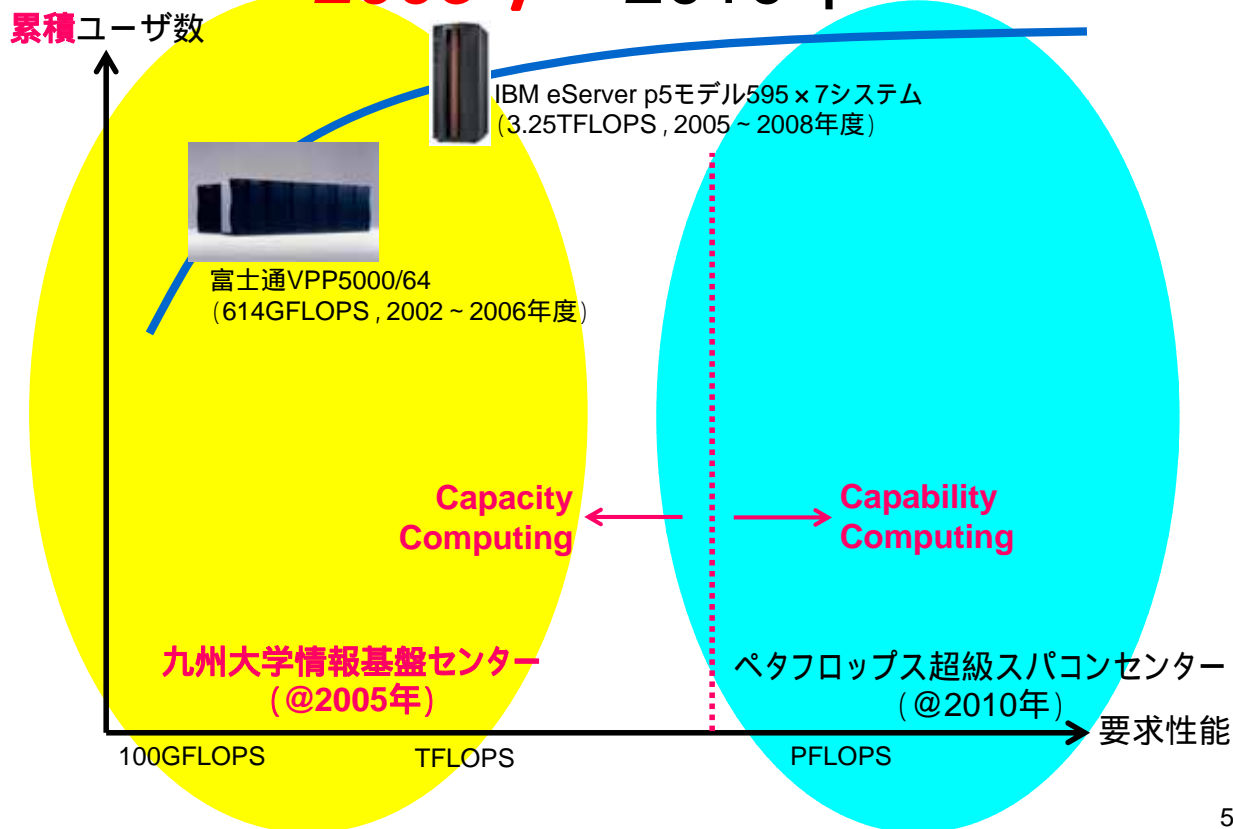 累積ユーザ数
IBM eServer p5モデル595×7システム
(3.25TFLOPS, 2005~2008年度)
富士通VPP5000/64
(614GFLOPS, 2002~2006年度)
Capacity
Computing
Capability
Computing
九州大学情報基盤センター
(@2005年)
ペタフロップス超級スパコンセンター
(@2010年)
要求性能
100GFLOPS
TFLOPS
PFLOPS
5